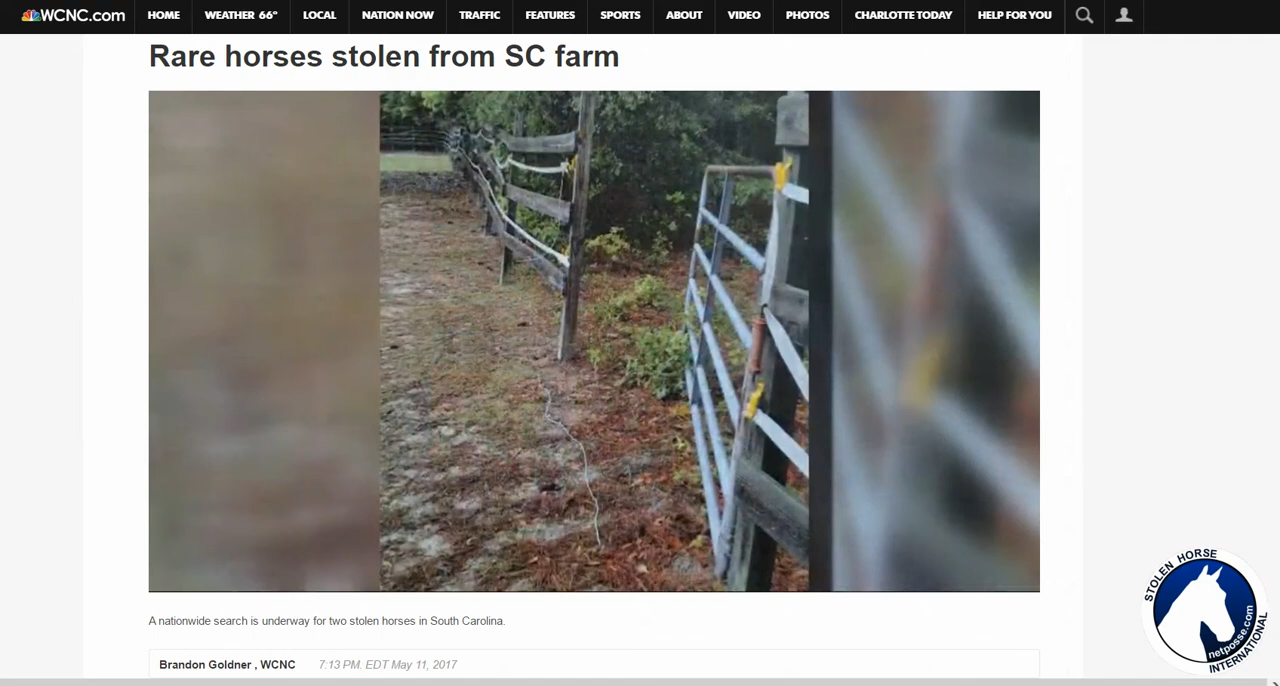 WCNC.com HOME WEATHER 66° LOCAL NATION NOW TRAFFIC FEATURES SPORTS ABOUT VIDEO PHOTOS CHARLOTTE TODAY HELP FOR YOU
Rare horses stolen from SC farm
A nationwide search is underway for two stolen horses in South Carolina.
Brandon Goldner , WCNC 7:13 PM. EDT May 11, 2017
STOLEN HORSE
netposse.com
INTERNATIONAL